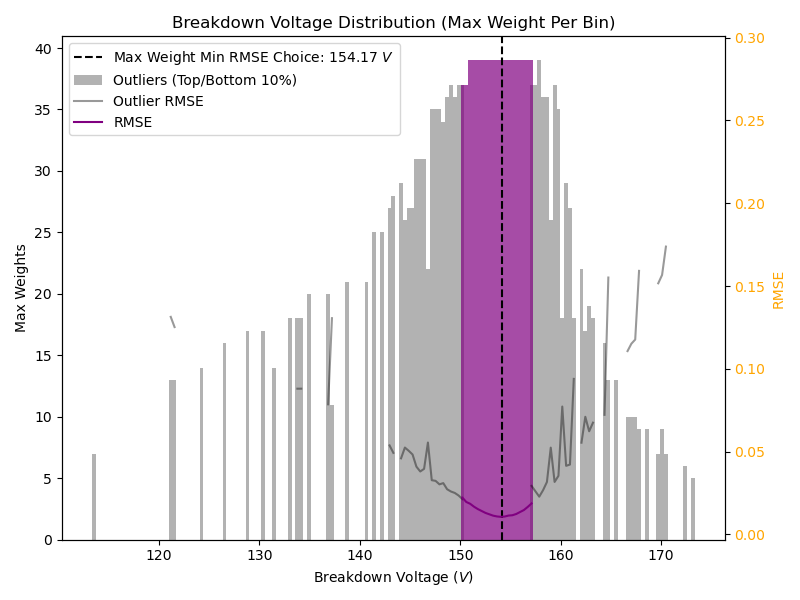 Breakdown Voltage Distribution (Max Weight Per Bin)
Max Weight Min RMSE Choice: 154.17 V
Outliers (Top/Bottom 10%)
Outlier RMSE
RMSE
40
35
30
25
20
15
10
5
0
Max Weights
0.30
0.25
0.20
0.15
0.10
0.05
0.00
RMSE
120 130 140 150 160 170
Breakdown Voltage (V)